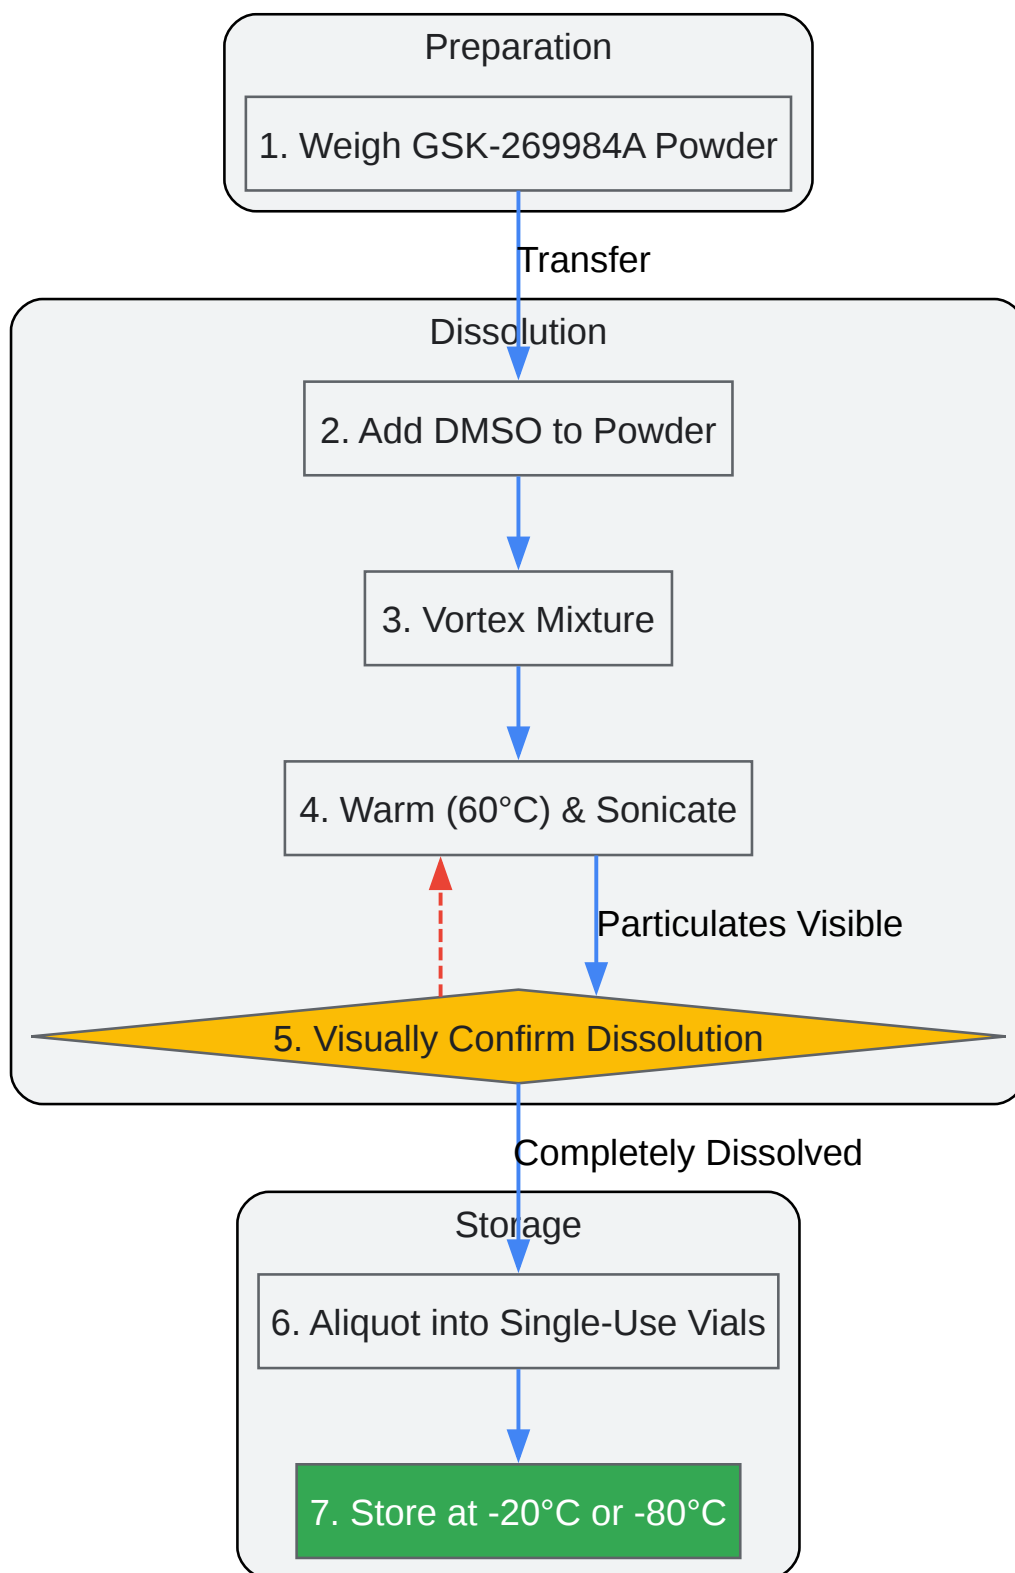 Preparation
1. Weigh GSK-269984A Powder
Transfer
Dissolution
2. Add DMSO to Powder
3. Vortex Mixture
4. Warm (60°C) & Sonicate
Particulates Visible
5. Visually Confirm Dissolution
Completely Dissolved
Storage
6. Aliquot into Single-Use Vials
7. Store at -20°C or -80°C